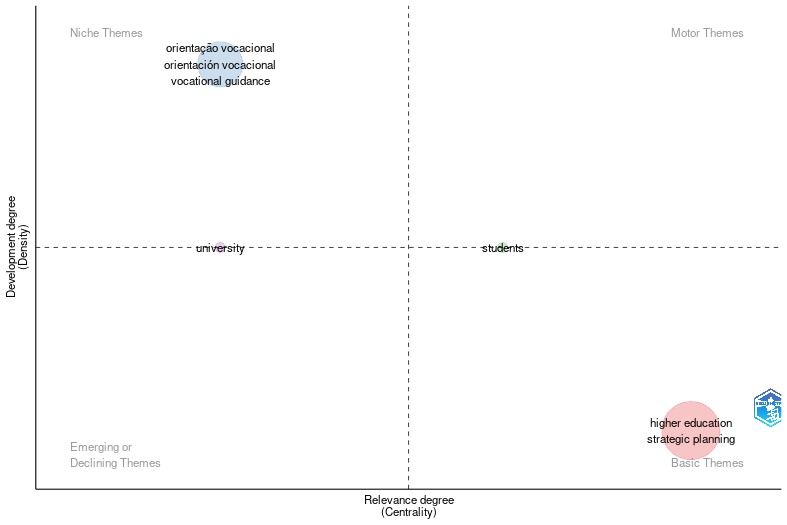 Niche Themes
Motor Themes
orientação vocacional
orientación vocacional
vocational guidance
Development degree
(Density)
university
students
higher education
strategic planning
Emerging or
Declining Themes
Basic Themes
Relevance degree
(Centrality)